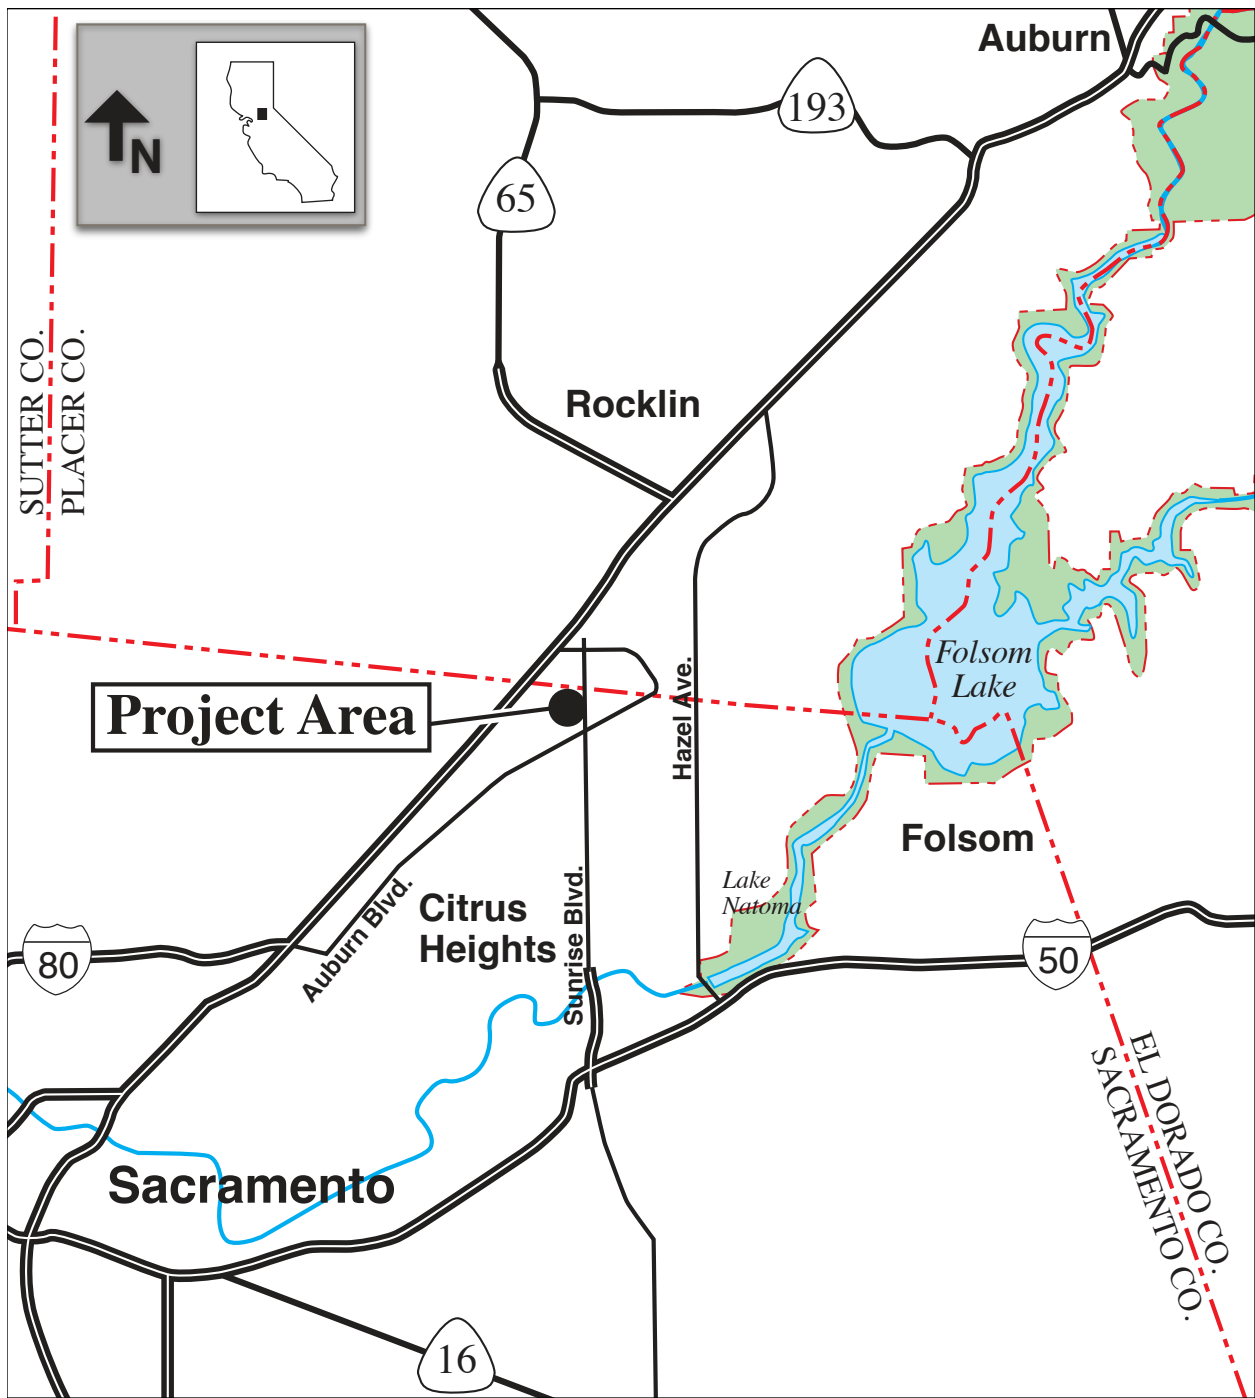 Auburn
193
N
65
SUTTER CO.
PLACER CO.
Rocklin
Folsom
Lake
Project Area
Hazel Ave.
Folsom
Lake
Natoma
Citrus
Heights
Auburn Blvd.
Sunrise Blvd.
80
50
EL DORADO CO.
SACRAMENTO CO.
Sacramento
16